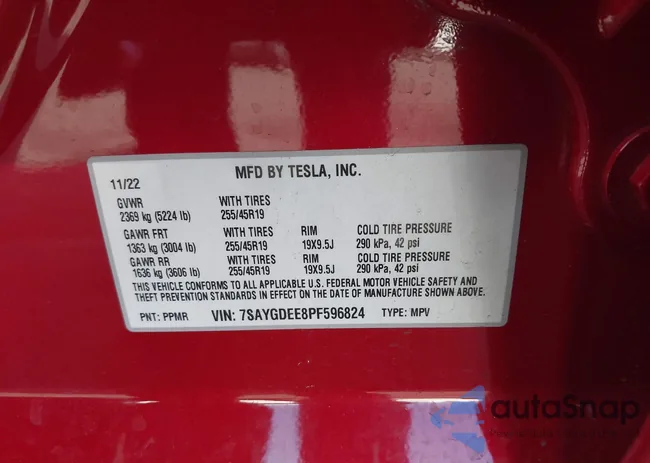 MFD BY TESLA, INC.
11/22
GVWR WITH TIRES
2369 kg (5224 lb) 255/45R19
GAWR FRT WITH TIRES RIM COLD TIRE PRESSURE
1363 kg (3004 lb) 255/45R19 19X9.5J 290 kPa, 42 psi
GAWR RR WITH TIRES RIM COLD TIRE PRESSURE
1636 kg (3606 lb) 255/45R19 19X9.5J 290 kPa, 42 psi
THIS VEHICLE CONFORMS TO ALL APPLICABLE U.S. FEDERAL MOTOR VEHICLE SAFETY AND
THEFT PREVENTION STANDARDS IN EFFECT ON THE DATE OF MANUFACTURE SHOWN ABOVE.
PNT: PPMR VIN: 7SAYGDEE8PF596824 TYPE: MPV
autoSnap